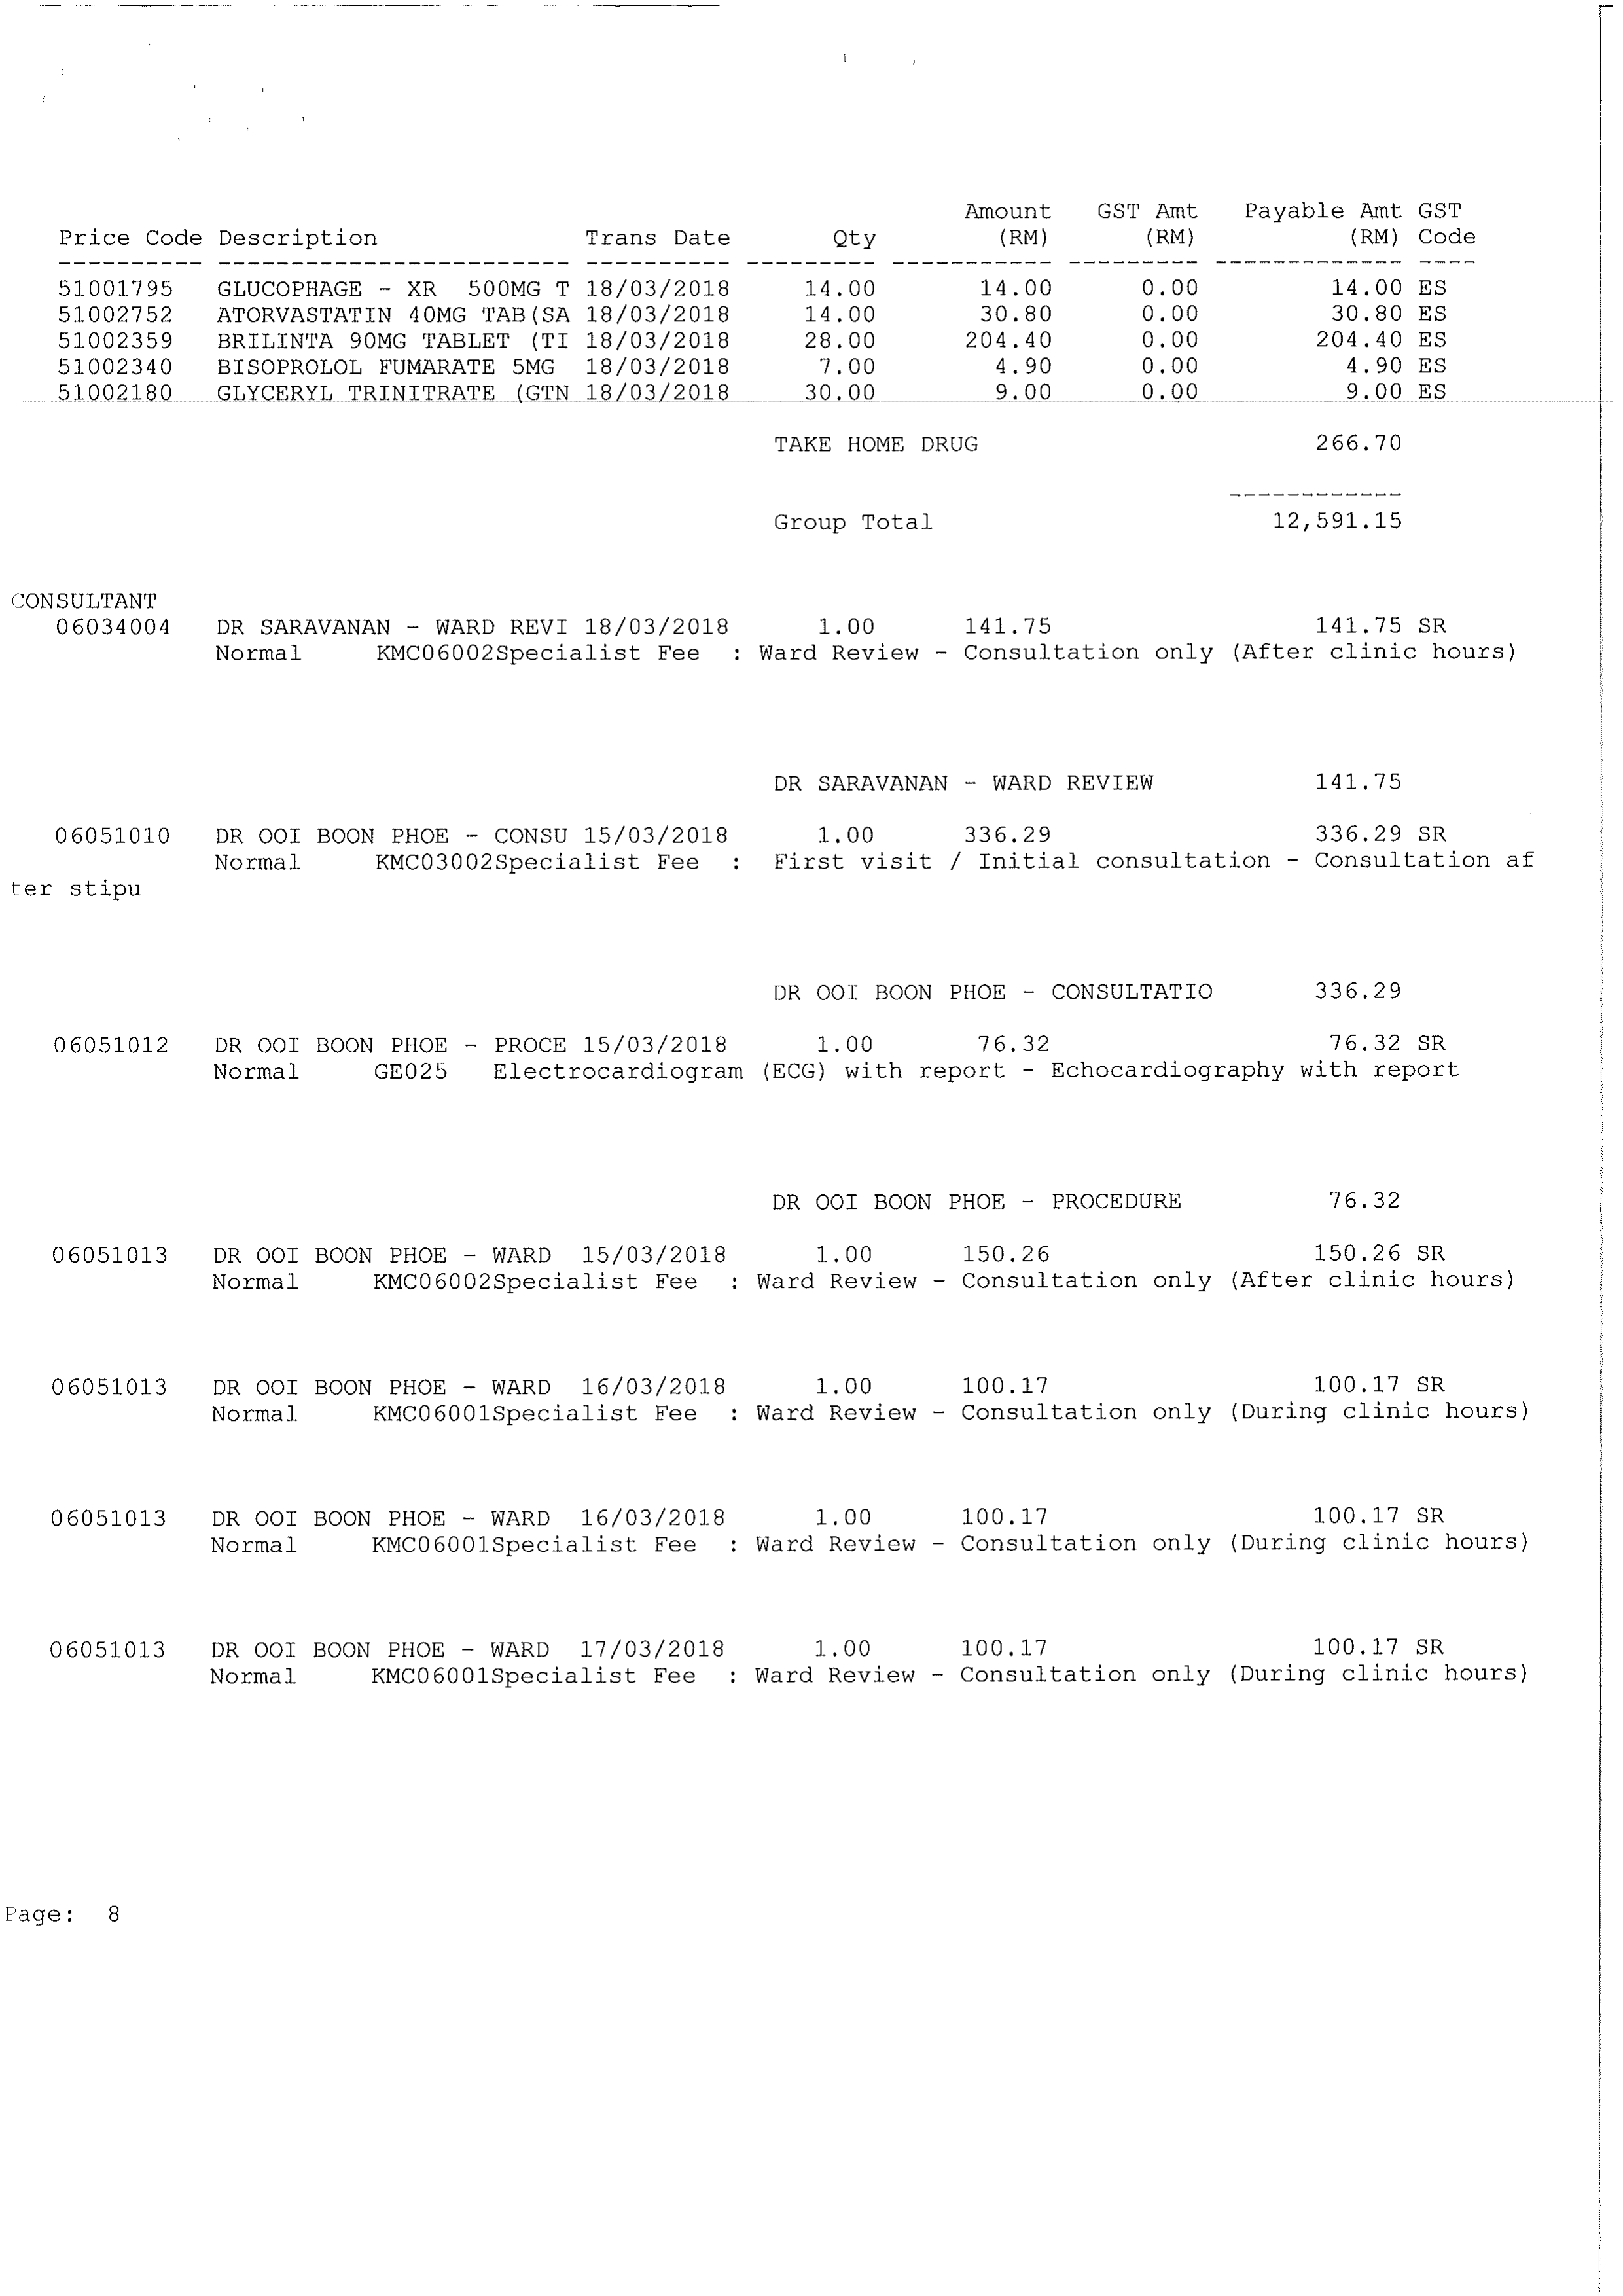 Amount GST Amt Payable Amt GST
Price Code Description Trans Date Qty (RM) (RM) (RM) Code
---------- ------------------------ ---------- --------- ----------- --------- ------------- ----
51001795 GLUCOPHAGE - XR 500MG T 18/03/2018 14.00 14.00 0.00 14.00 ES
51002752 ATORVASTATIN 40MG TAB(SA 18/03/2018 14.00 30.80 0.00 30.80 ES
51002359 BRILINTA 90MG TABLET (TI 18/03/2018 28.00 204.40 0.00 204.40 ES
51002340 BISOPROLOL FUMARATE 5MG 18/03/2018 7.00 4.90 0.00 4.90 ES
51002180 GLYCERYL TRINITRATE (GTN 18/03/2018 30.00 9.00 0.00 9.00 ES
TAKE HOME DRUG 266.70
------------
Group Total 12,591.15
CONSULTANT
06034004 DR SARAVANAN - WARD REVI 18/03/2018 1.00 141.75 141.75 SR
Normal KMC06002Specialist Fee : Ward Review - Consultation only (After clinic hours)
DR SARAVANAN - WARD REVIEW 141.75
06051010 DR OOI BOON PHOE - CONSU 15/03/2018 1.00 336.29 336.29 SR
Normal KMC03002Specialist Fee : First visit / Initial consultation - Consultation af
ter stipu
DR OOI BOON PHOE - CONSULTATIO 336.29
06051012 DR OOI BOON PHOE - PROCE 15/03/2018 1.00 76.32 76.32 SR
Normal GE025 Electrocardiogram (ECG) with report - Echocardiography with report
DR OOI BOON PHOE - PROCEDURE 76.32
06051013 DR OOI BOON PHOE - WARD 15/03/2018 1.00 150.26 150.26 SR
Normal KMC06002Specialist Fee : Ward Review - Consultation only (After clinic hours)
06051013 DR OOI BOON PHOE - WARD 16/03/2018 1.00 100.17 100.17 SR
Normal KMC06001Specialist Fee : Ward Review - Consultation only (During clinic hours)
06051013 DR OOI BOON PHOE - WARD 16/03/2018 1.00 100.17 100.17 SR
Normal KMC06001Specialist Fee : Ward Review - Consultation only (During clinic hours)
06051013 DR OOI BOON PHOE - WARD 17/03/2018 1.00 100.17 100.17 SR
Normal KMC06001Specialist Fee : Ward Review - Consultation only (During clinic hours)
Page: 8